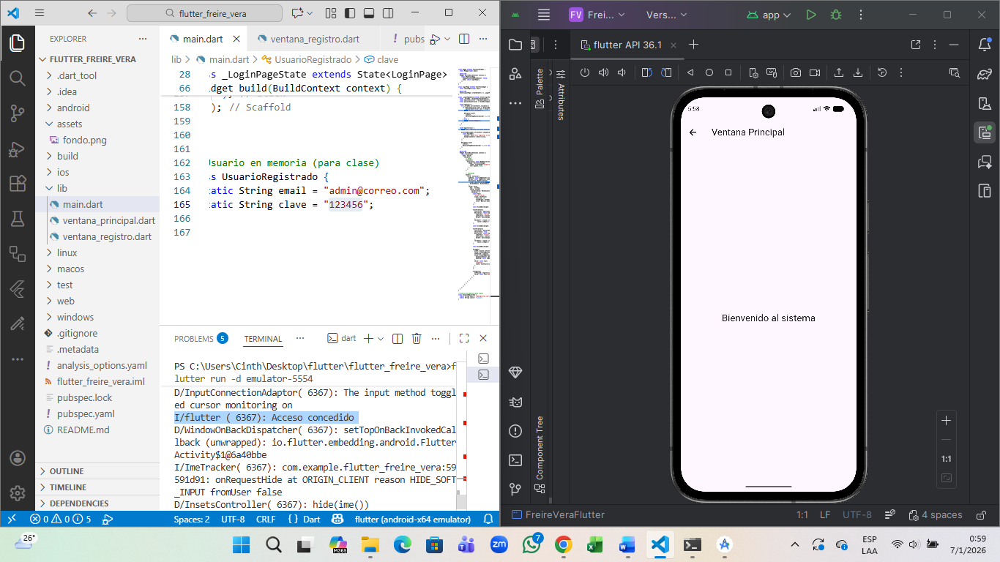 flutter_freire_vera
EXPLORER
FLUTTER_FREIRE_VERA
.dart_tool
.idea
android
assets
fondo.png
build
ios
lib
main.dart
ventana_principal.dart
ventana_registro.dart
linux
macos
test
web
windows
.gitignore
.metadata
analysis_options.yaml
flutter_freire_vera.iml
pubspec.lock
pubspec.yaml
README.md
OUTLINE
TIMELINE
DEPENDENCIES
main.dart
ventana_registro.dart
pubs
lib > main.dart > UsuarioRegistrado > clave
28 s _LoginPageState extends State<LoginPage>
66 dget build(BuildContext context) {
158 ); // Scaffold
159
160
161
162 Usuario en memoria (para clase)
163 s UsuarioRegistrado {
164 atic String email = "admin@correo.com";
165 atic String clave = "123456";
166
167
PROBLEMS 5 TERMINAL
dart
PS C:\Users\Cinth\Desktop\flutter\flutter_freire_vera>f
lutter run -d emulator-5554
D/InputConnectionAdaptor( 6367): The input method toggl
ed cursor monitoring on
I/flutter ( 6367): Acceso concedido
D/WindowOnBackDispatcher( 6367): setTopOnBackInvokedCal
lback (unwrapped): io.flutter.embedding.android.Flutter
Activity$1@6a40bbe
I/ImeTracker( 6367): com.example.flutter_freire_vera:59
591d91: onRequestHide at ORIGIN_CLIENT reason HIDE_SOFT
_INPUT fromUser false
D/InsetsController( 6367): hide(ime())
0 0 5
Spaces: 2 UTF-8 CRLF {} Dart flutter (android-x64 emulator)
FV Frei... Vers... app
flutter API 36.1
Palette
Attributes
Component Tree
5:58
Ventana Principal
Bienvenido al sistema
1:1
FreireVeraFlutter
1:1 LF UTF-8 4 spaces
26°
M365
zm
7
ESP
LAA
0:59
7/1/2026